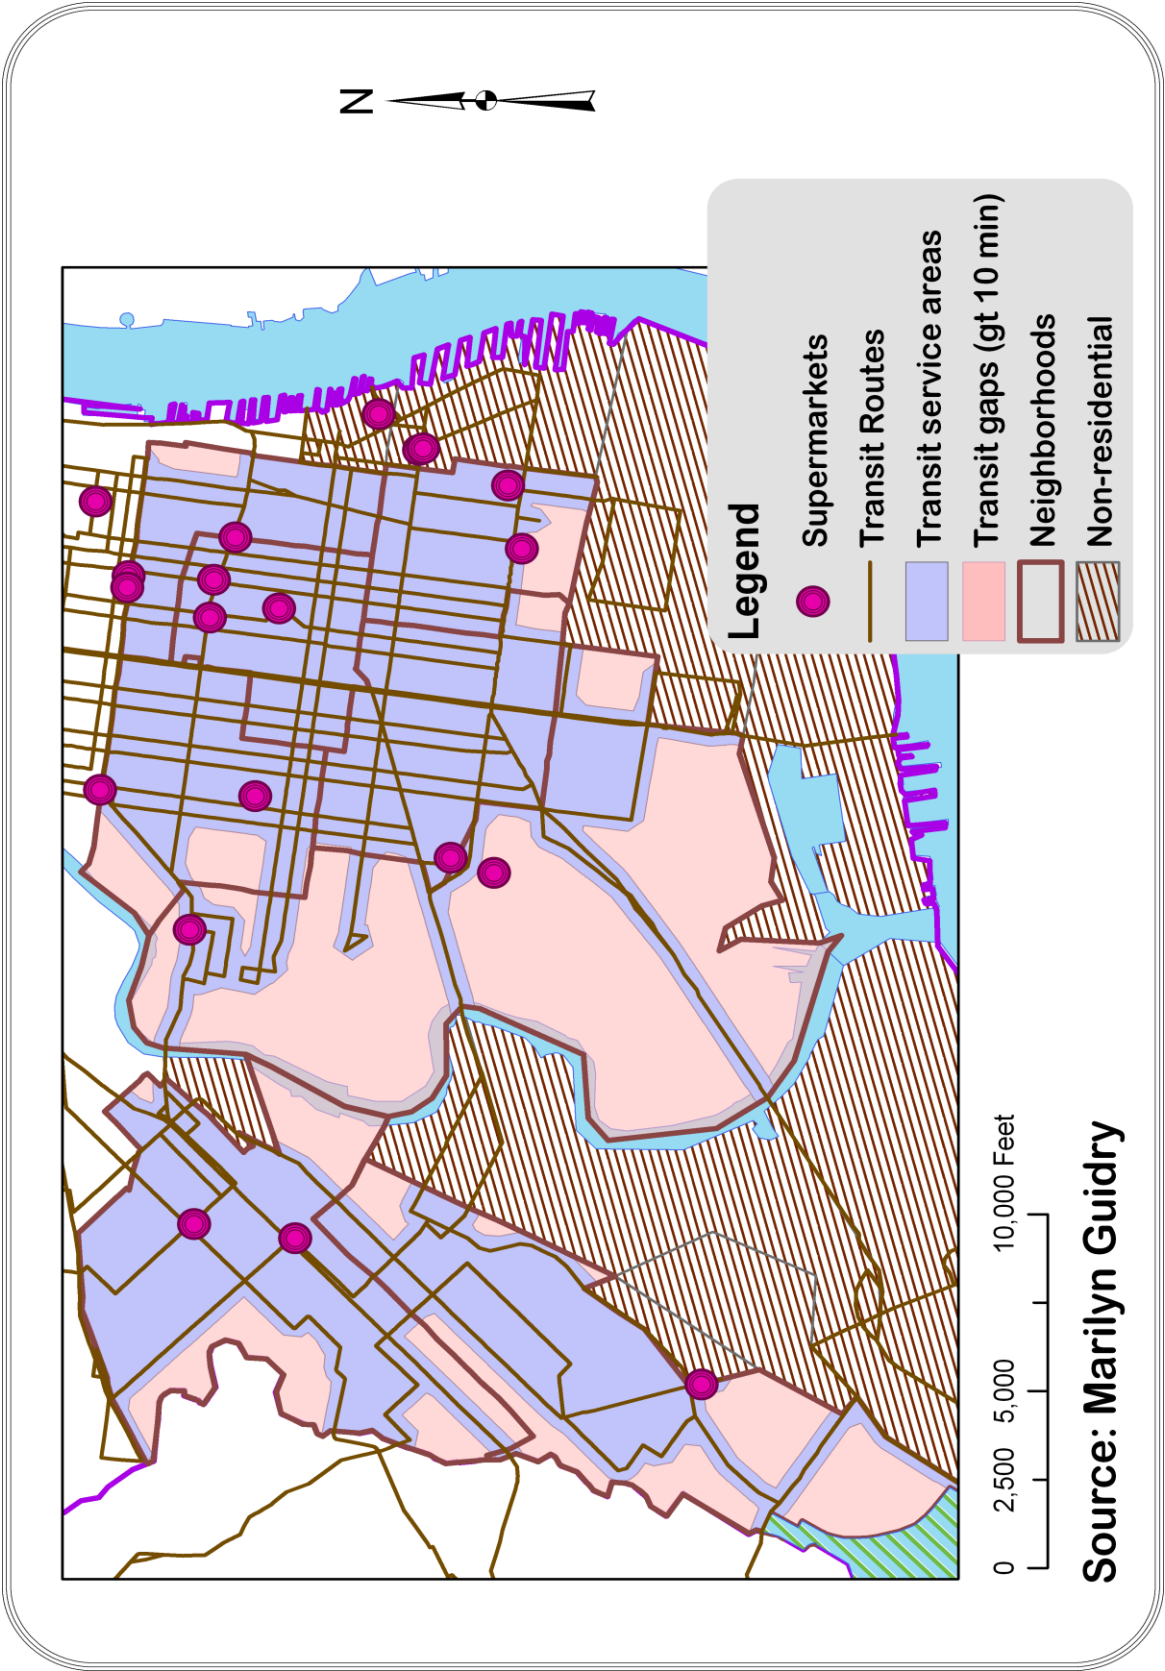 N
Legend
Supermarkets
Transit Routes
Transit service areas
Transit gaps (gt 10 min)
Neighborhoods
Non-residential
0 2,500 5,000 10,000 Feet
Source: Marilyn Guidry